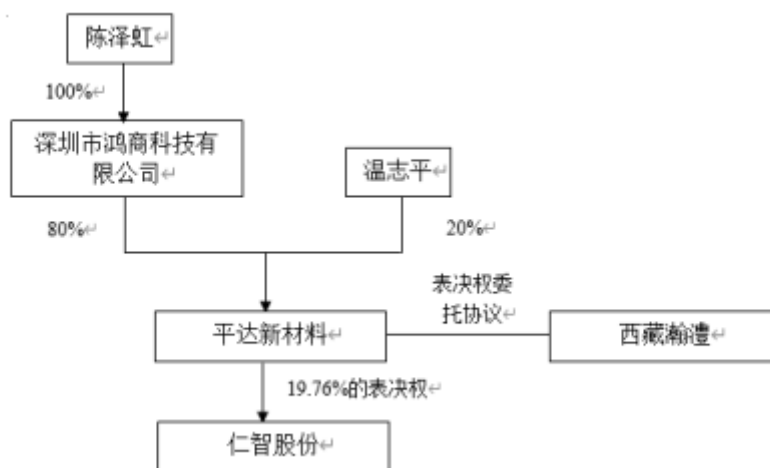 陈泽虹↵
100%↵
深圳市鸿商科技有
限公司↵
温志平↵
80%↵
20%↵
表决权委
托协议↵
平达新材料↵
西藏瀚澧↵
19.76%的表决权↵
仁智股份↵